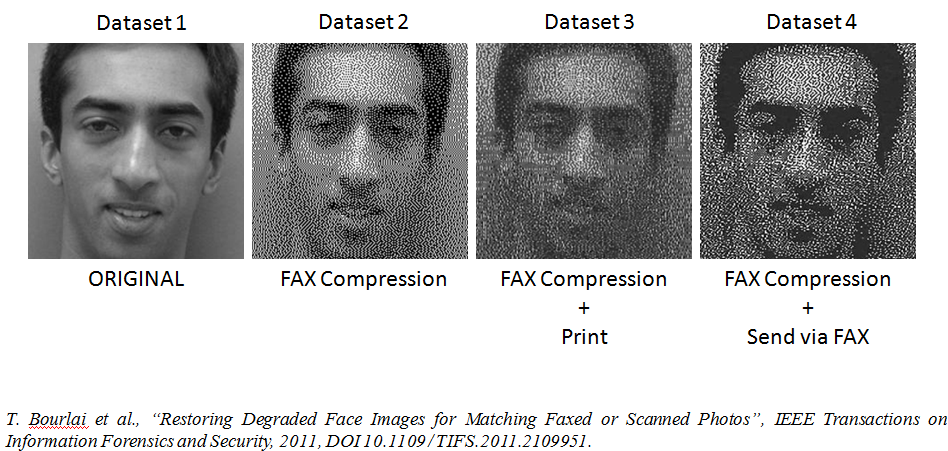 Dataset 1 Dataset 2 Dataset 3 Dataset 4
ORIGINAL FAX Compression FAX Compression FAX Compression
+ +
Print Send via FAX
T. Bourlai et al., “Restoring Degraded Face Images for Matching Faxed or Scanned Photos”, IEEE Transactions on
Information Forensics and Security, 2011, DOI 10.1109/TIFS.2011.2109951.